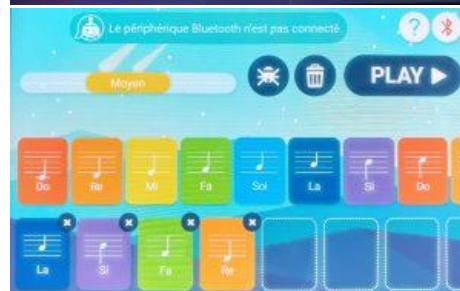 Le périphérique Bluetooth n'est pas connecté.
?
Moyen
PLAY
Do Re Mi Fa Sol La Si Do
La Si Fa Re